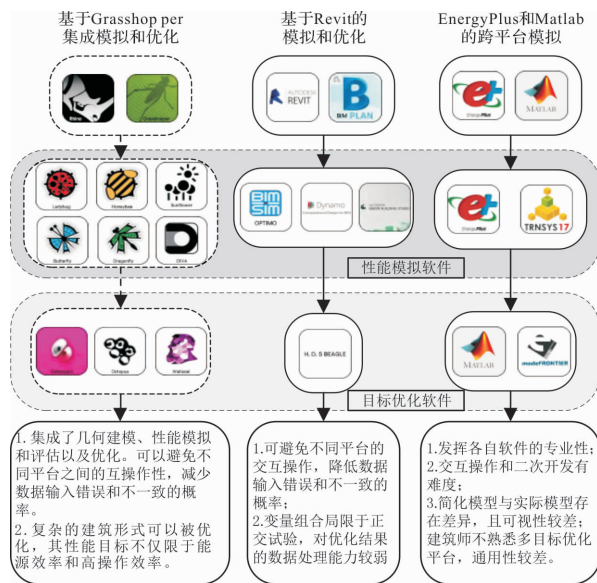 基于Grasshop per
集成模拟和优化
基于Revit的
模拟和优化
EnergyPlus和Matlab
的跨平台模拟
Rhino
Grasshopper
AUTODESK
REVIT
BIM PLAN
EnergyPlus
MATLAB
Ladybug
Honeybee
Sunflower
Butterfly
Dragonfly
DIVA
BIM
SIM
OPTIMO
Dynamo
EnergyPlus
TRNSYS 17
性能模拟软件
Octopus
Wallacei
H. D. S BEAGLE
MATLAB
modeFRONTIER
目标优化软件
1. 集成了几何建模、性能模拟
和评估以及优化。可以避免
不同平台之间的互操作性，减少
数据输入错误和不一致的概
率。
2. 复杂的建筑形式可以被优
化，其性能目标不仅限于能
源效率和高操作效率。
1.可避免不同平台的
交互操作，降低数据
输入错误和不一致的
概率；
2.变量组合局限于正
交试验，对优化结果
的数据处理能力较弱
1.发挥各自软件的专业性；
2.交互操作和二次开发有
难度；
3.简化模型与实际模型存
在差异，且可视性较差；
建筑师不熟悉多目标优化
平台，通用性较差。